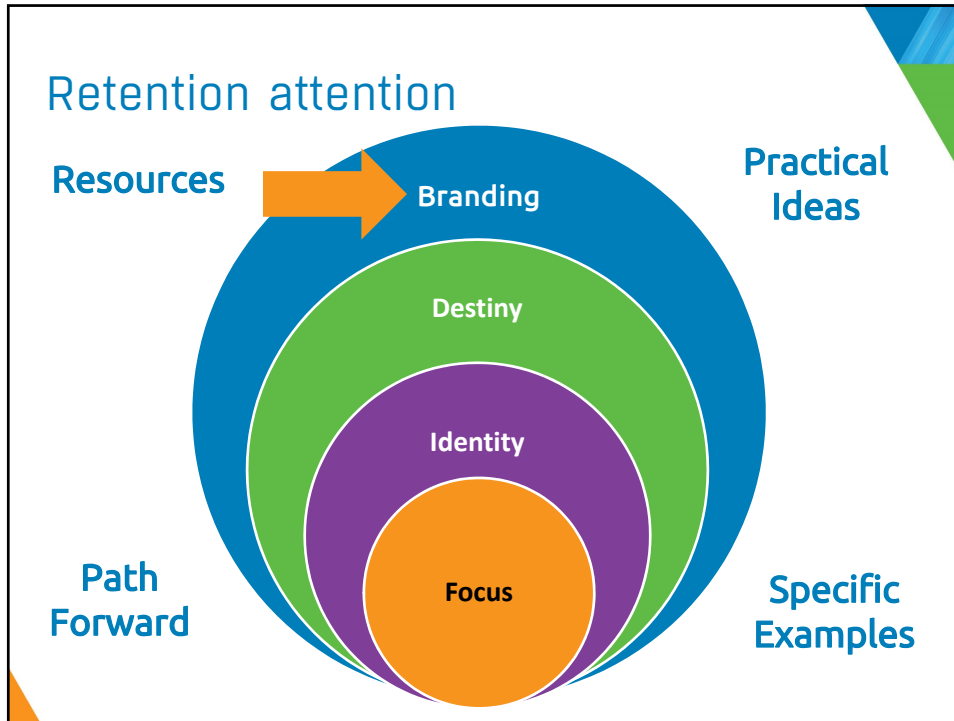 Retention attention
Resources
Branding
Practical
Ideas
Destiny
Identity
Focus
Path
Forward
Specific
Examples